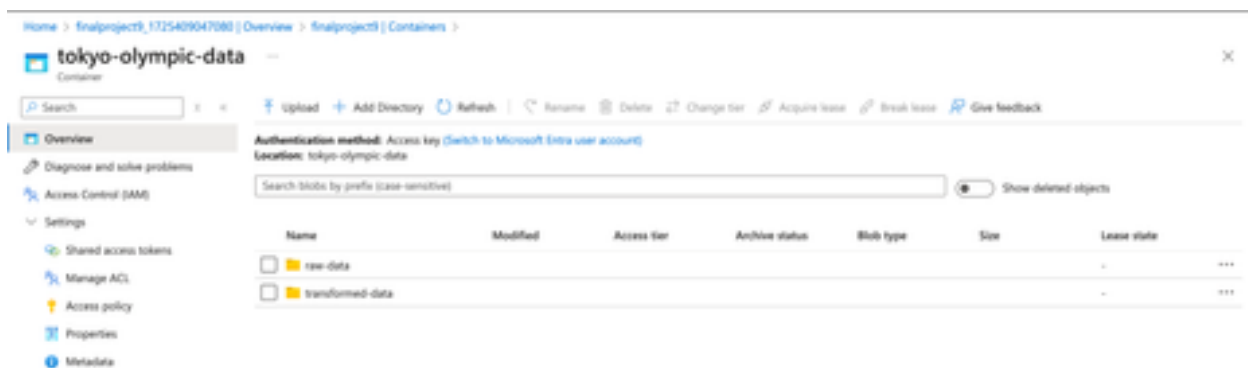 Home > finalproject9_1725409047080 | Overview > finalproject9 | Containers >
tokyo-olympic-data ...
Container
Search
Upload Add Directory Refresh Rename Delete Change tier Acquire lease Break lease Give feedback
Overview
Diagnose and solve problems
Access Control (IAM)
Settings
Shared access tokens
Manage ACL
Access policy
Properties
Metadata
Authentication method: Access key (Switch to Microsoft Entra user account)
Location: tokyo-olympic-data
Search blobs by prefix (case-sensitive)
Show deleted objects
Name Modified Access tier Archive status Blob type Size Lease state
raw-data - ...
transformed-data - ...